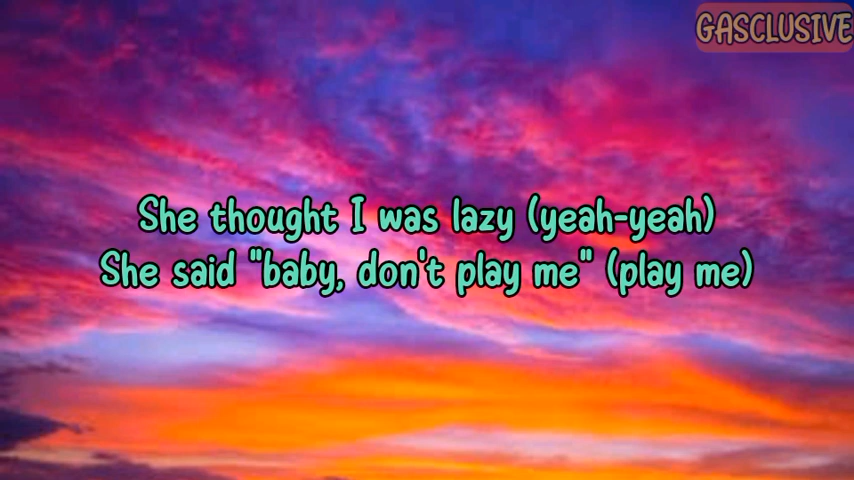 GASCLUSIVE
She thought I was lazy (yeah-yeah)
She said "baby, don't play me" (play me)